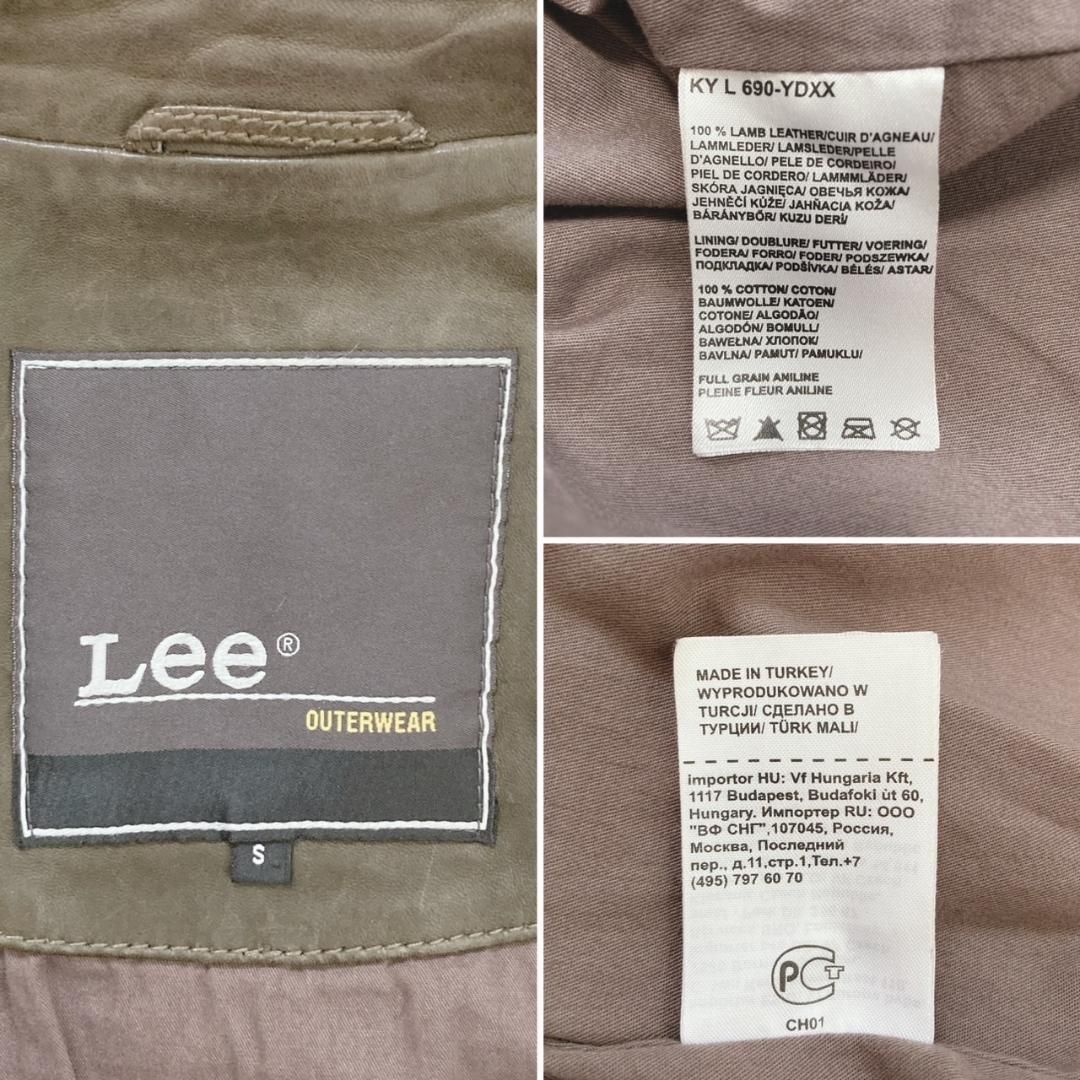 Lee®
OUTERWEAR
S
KY L 690-YDXX
100 % LAMB LEATHER/CUIR D'AGNEAU/
LAMMLEDER/ LAMSLEDER/PELLE
D'AGNELLO/ PELE DE CORDEIRO/
PIEL DE CORDERO/ LAMMMLÄDER/
SKÓRA JAGNIĘCA/ ОВЕЧЬЯ КОЖА/
JEHNĚČÍ KŮŽE/ JAHŇACIA KOŽA/
BÁRÁNYBŐR/ KUZU DERİ/
LINING/ DOUBLURE/ FUTTER/ VOERING/
FODERA/ FORRO/ FODER/ PODSZEWKA/
ПОДКЛАДКА/ PODŠÍVKA/ BÉLÉS/ ASTAR/
100 % COTTON/ COTON/
BAUMWOLLE/ KATOEN/
COTONE/ ALGODÃO/
ALGODÓN/ BOMULL/
BAWEŁNA/ ХЛОПОК/
BAVLNA/ PAMUT/ PAMUKLU/
FULL GRAIN ANILINE
PLEINE FLEUR ANILINE
MADE IN TURKEY/
WYPRODUKOWANO W
TURCJI/ СДЕЛАНО В
ТУРЦИИ/ TÜRK MALI/
importor HU: Vf Hungaria Kft,
1117 Budapest, Budafoki ùt 60,
Hungary. Импортер RU: ООО
"ВФ СНГ",107045, Россия,
Москва, Последний
пер., д.11,стр.1,Тел.+7
(495) 797 60 70
РСТ
CH01